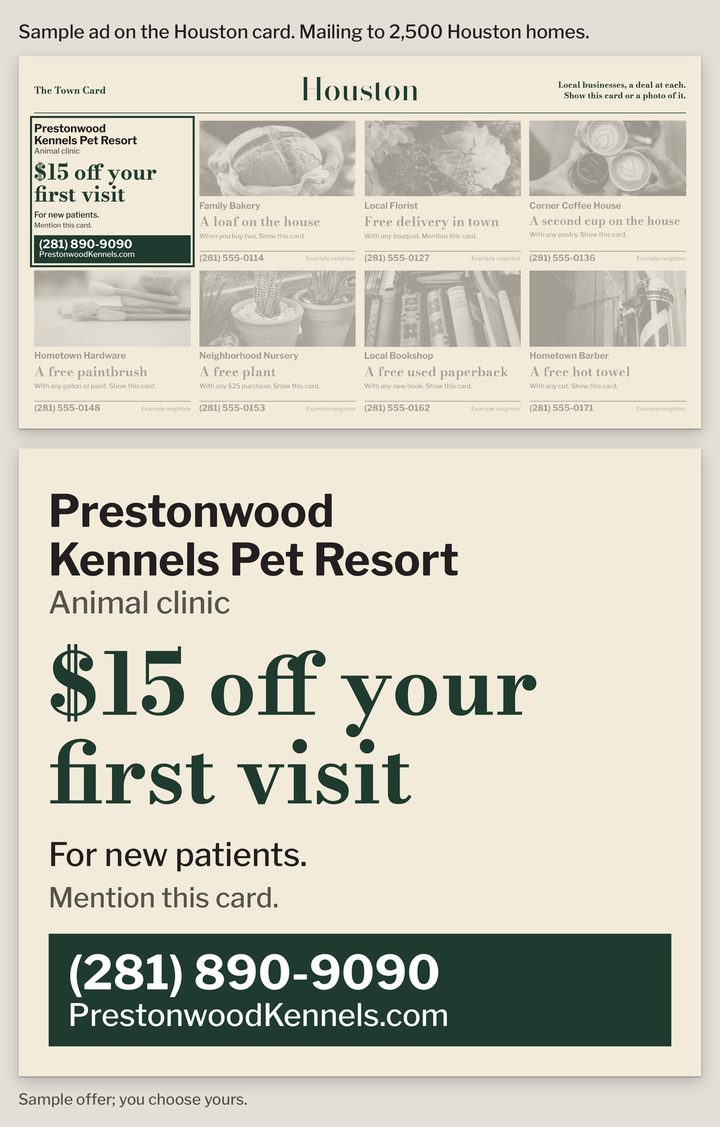 Sample ad on the Houston card. Mailing to 2,500 Houston homes.
The Town Card
Houston
Local businesses, a deal at each.
Show this card or a photo of it.
Prestonwood
Kennels Pet Resort
Animal clinic
$15 off your
first visit
For new patients.
Mention this card.
(281) 890-9090
PrestonwoodKennels.com
Family Bakery
A loaf on the house
When you buy two. Show this card.
(281) 555-0114
Example neighbor
Local Florist
Free delivery in town
With any bouquet. Mention this card.
(281) 555-0127
Example neighbor
Corner Coffee House
A second cup on the house
With any pastry. Show this card.
(281) 555-0136
Example neighbor
Hometown Hardware
A free paintbrush
With any gallon of paint. Show this card.
(281) 555-0148
Example neighbor
Neighborhood Nursery
A free plant
With any $25 purchase. Show this card.
(281) 555-0153
Example neighbor
Local Bookshop
A free used paperback
With any new book. Show this card.
(281) 555-0162
Example neighbor
Hometown Barber
A free hot towel
With any cut. Show this card.
(281) 555-0171
Example neighbor
Prestonwood
Kennels Pet Resort
Animal clinic
$15 off your
first visit
For new patients.
Mention this card.
(281) 890-9090
PrestonwoodKennels.com
Sample offer; you choose yours.